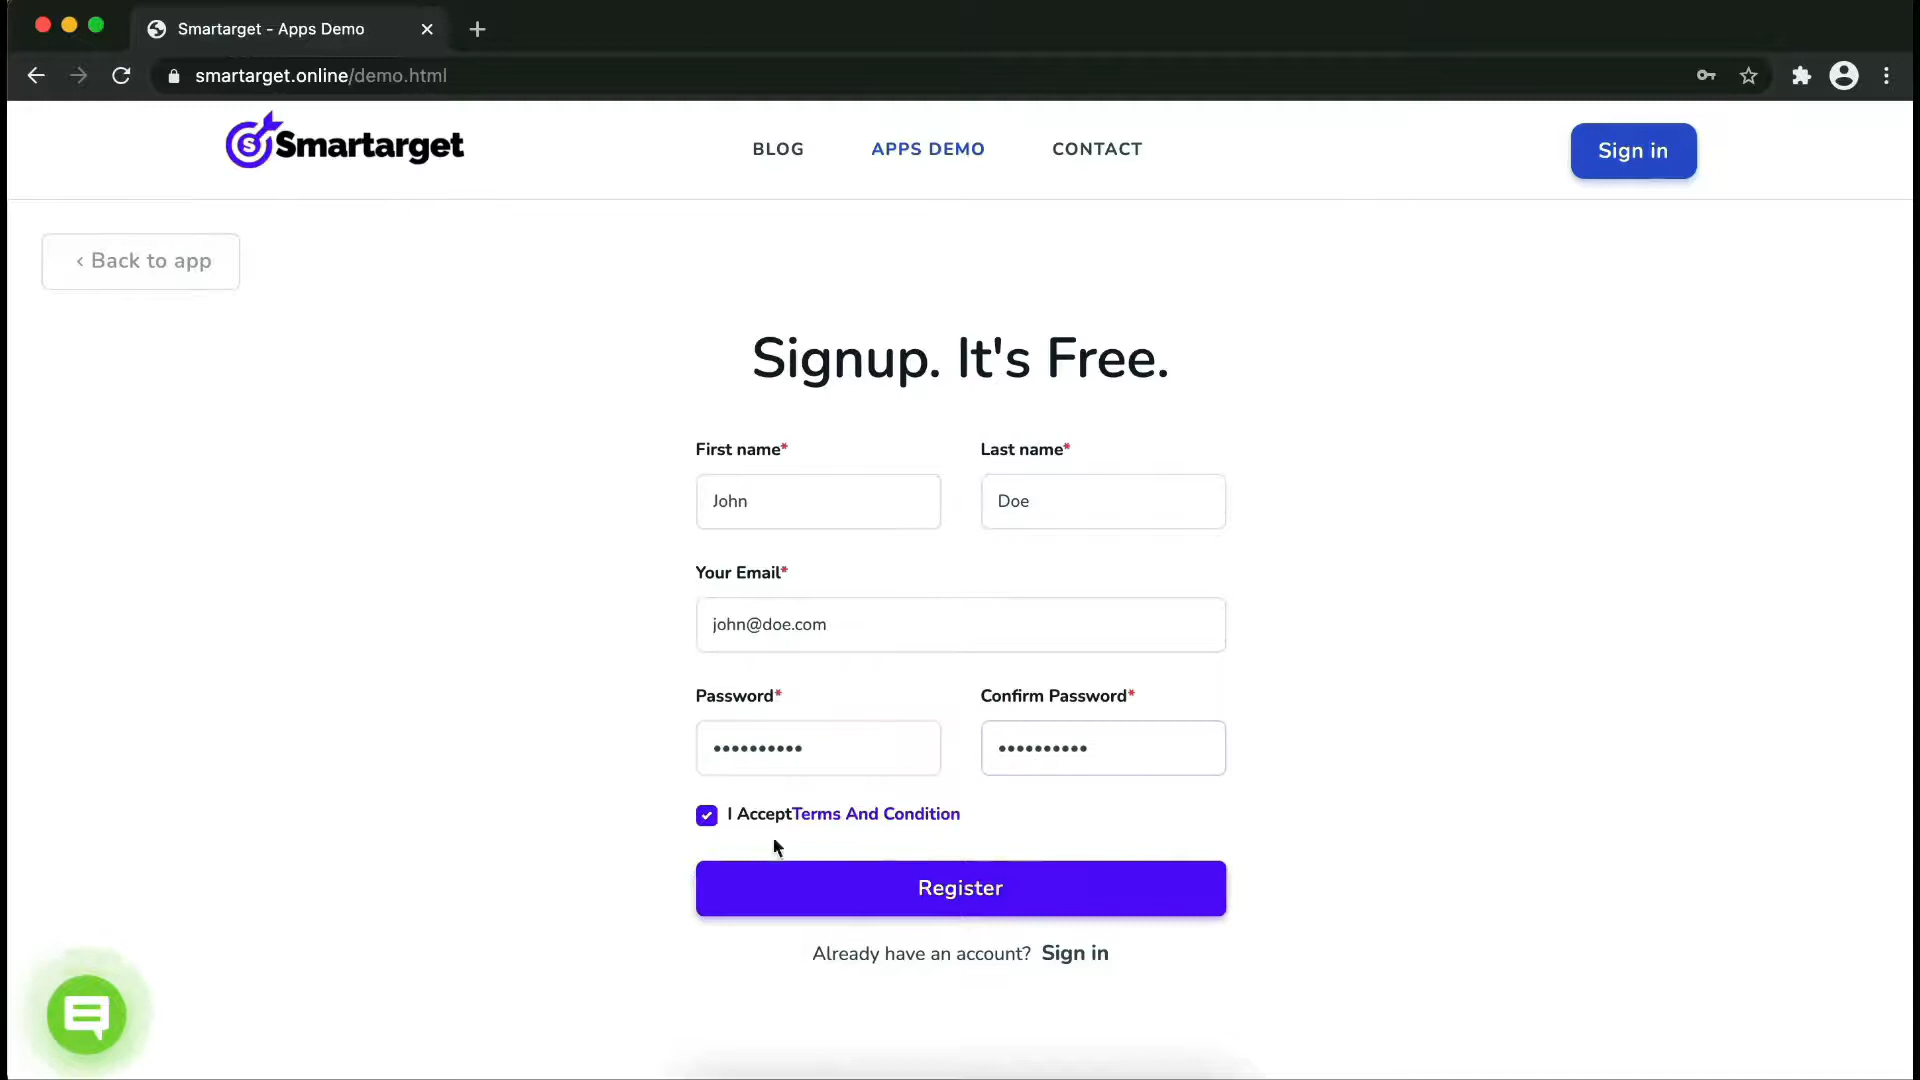 Smartarget - Apps Demo
smartarget.online/demo.html
Smartarget
BLOG APPS DEMO CONTACT
Sign in
‹ Back to app
Signup. It's Free.
First name* Last name*
John Doe
Your Email*
john@doe.com
Password* Confirm Password*
•••••••••• ••••••••••
I AcceptTerms And Condition
Register
Already have an account? Sign in